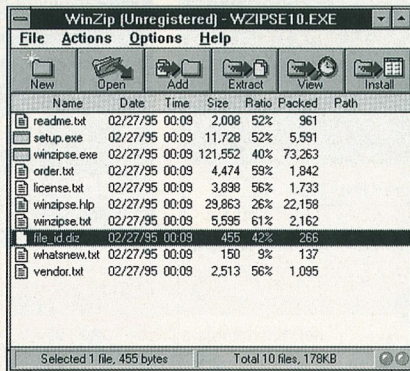 WinZip (Unregistered) - WZIPSE10.EXE
File Actions Options Help
New Open Add Extract View Install
Name Date Time Size Ratio Packed Path
readme.txt 02/27/95 00:09 2,008 52% 961
setup.exe 02/27/95 00:09 11,728 52% 5,591
winzipse.exe 02/27/95 00:09 121,552 40% 73,263
order.txt 02/27/95 00:09 4,474 59% 1,842
license.txt 02/27/95 00:09 3,898 56% 1,733
winzipse.hlp 02/27/95 00:09 29,863 26% 22,158
winzipse.txt 02/27/95 00:09 5,595 61% 2,162
file_id.diz 02/27/95 00:09 455 42% 266
whatsnew.txt 02/27/95 00:09 150 9% 137
vendor.txt 02/27/95 00:09 2,513 56% 1,095
Selected 1 file, 455 bytes Total 10 files, 178KB